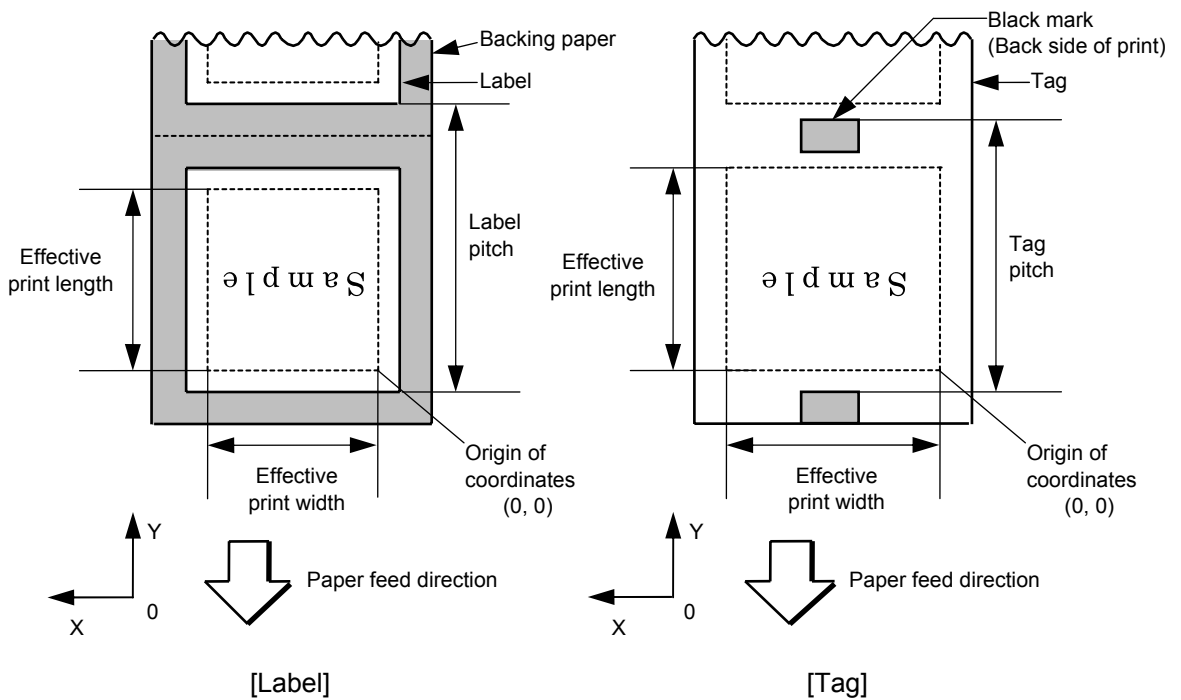 Backing paper
Label
Label
pitch
Effective
print length
Sample
Effective
print width
Origin of
coordinates
(0, 0)
Y
X
0
Paper feed direction
[Label]
Black mark
(Back side of print)
Tag
Tag
pitch
Effective
print length
Sample
Effective
print width
Origin of
coordinates
(0, 0)
Y
X
0
Paper feed direction
[Tag]